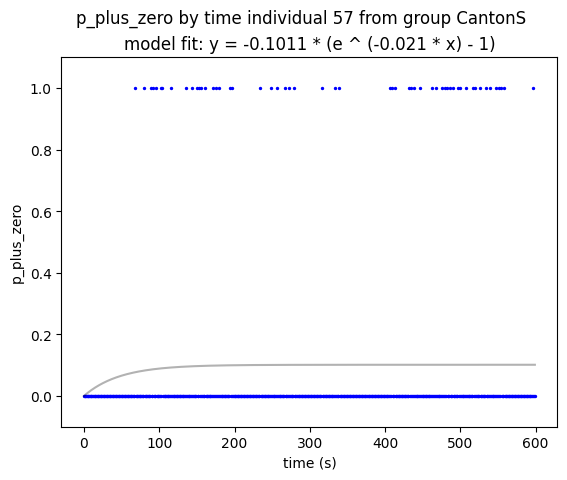 p_plus_zero by time individual 57 from group CantonS
model fit: y = -0.1011 * (e ^ (-0.021 * x) - 1)
1.0
0.8
0.6
0.4
0.2
0.0
p_plus_zero
0 100 200 300 400 500 600
time (s)